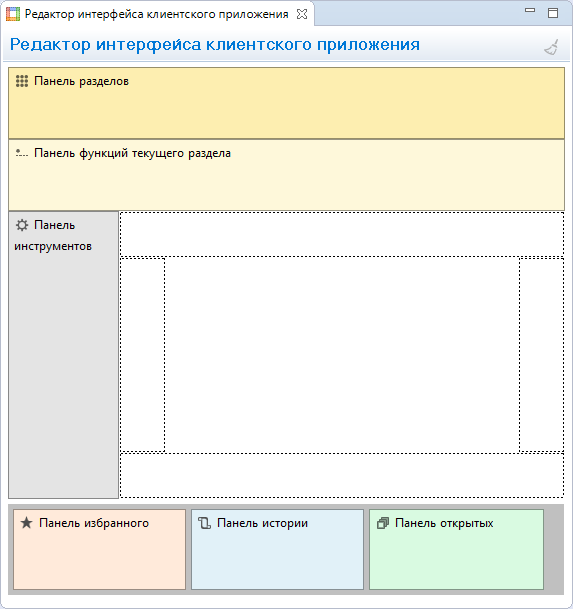 Редактор интерфейса клиентского приложения
Редактор интерфейса клиентского приложения
Панель разделов
Панель функций текущего раздела
Панель
инструментов
Панель избранного
Панель истории
Панель открытых